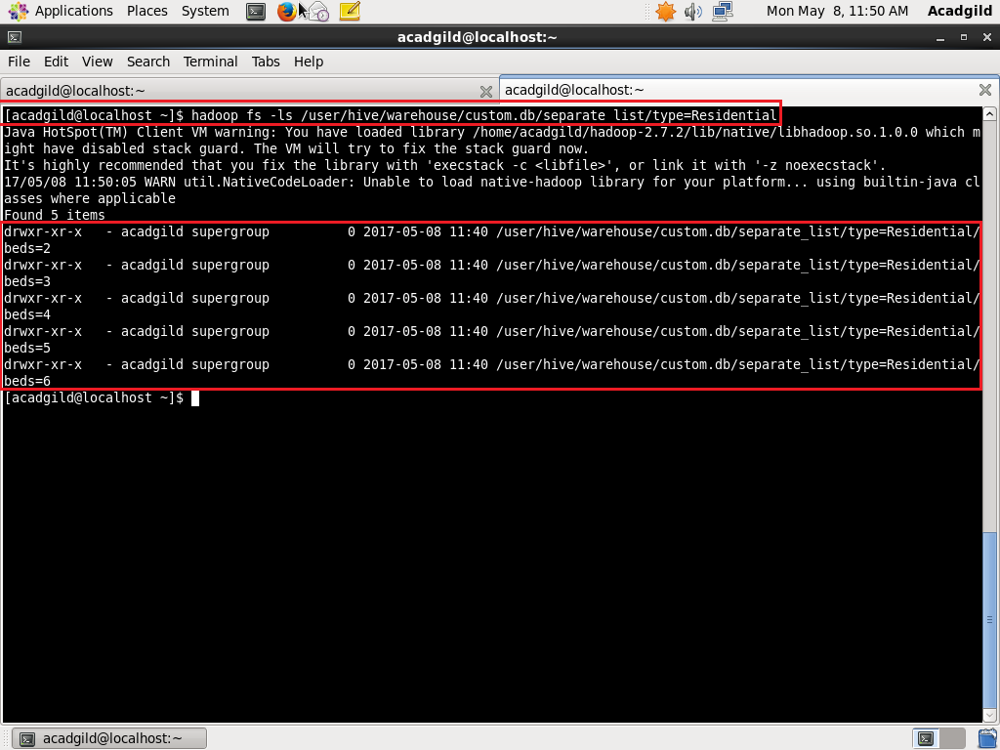 Applications Places System Mon May 8, 11:50 AM Acadgild
acadgild@localhost:~
File Edit View Search Terminal Tabs Help
acadgild@localhost:~ acadgild@localhost:~
[acadgild@localhost ~]$ hadoop fs -ls /user/hive/warehouse/custom.db/separate_list/type=Residential
Java HotSpot(TM) Client VM warning: You have loaded library /home/acadgild/hadoop-2.7.2/lib/native/libhadoop.so.1.0.0 which m
ight have disabled stack guard. The VM will try to fix the stack guard now.
It's highly recommended that you fix the library with 'execstack -c <libfile>', or link it with '-z noexecstack'.
17/05/08 11:50:05 WARN util.NativeCodeLoader: Unable to load native-hadoop library for your platform... using builtin-java cl
asses where applicable
Found 5 items
drwxr-xr-x   - acadgild supergroup          0 2017-05-08 11:40 /user/hive/warehouse/custom.db/separate_list/type=Residential/
beds=2
drwxr-xr-x   - acadgild supergroup          0 2017-05-08 11:40 /user/hive/warehouse/custom.db/separate_list/type=Residential/
beds=3
drwxr-xr-x   - acadgild supergroup          0 2017-05-08 11:40 /user/hive/warehouse/custom.db/separate_list/type=Residential/
beds=4
drwxr-xr-x   - acadgild supergroup          0 2017-05-08 11:40 /user/hive/warehouse/custom.db/separate_list/type=Residential/
beds=5
drwxr-xr-x   - acadgild supergroup          0 2017-05-08 11:40 /user/hive/warehouse/custom.db/separate_list/type=Residential/
beds=6
[acadgild@localhost ~]$
acadgild@localhost:~